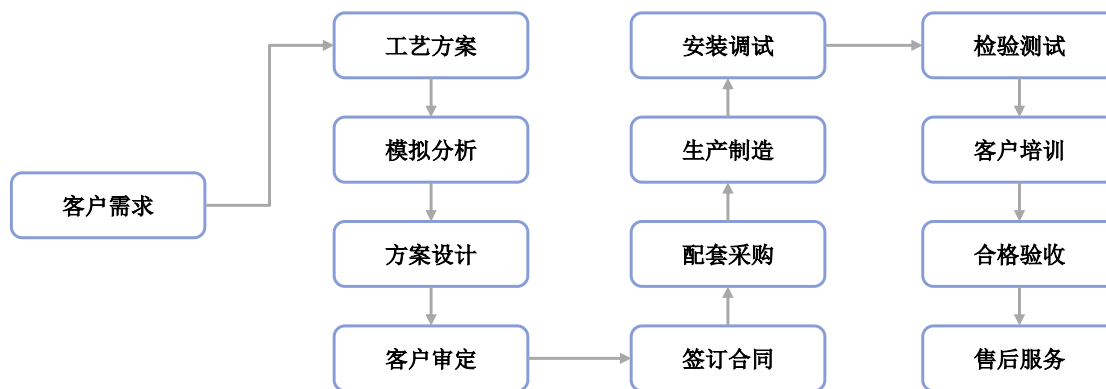 客户需求
工艺方案
模拟分析
方案设计
客户审定
签订合同
配套采购
生产制造
安装调试
检验测试
客户培训
合格验收
售后服务